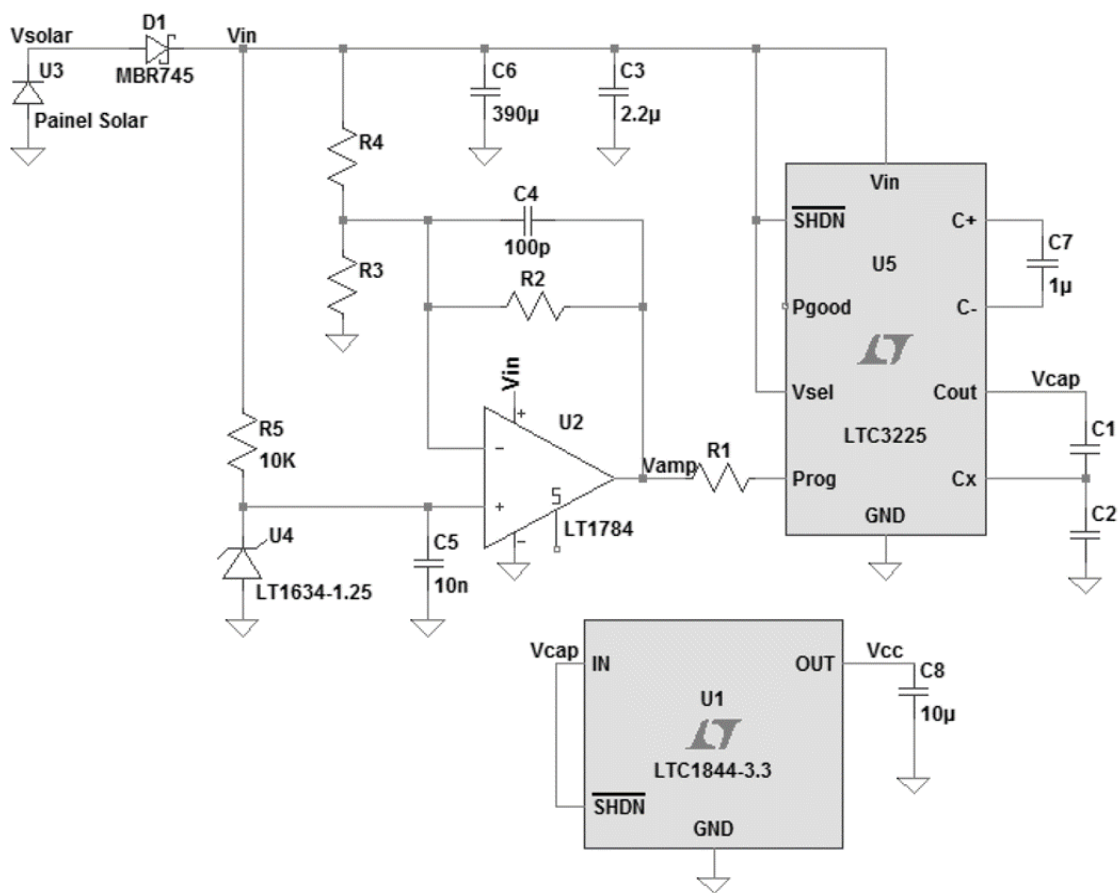 D1
Vsolar
Vin
U3
MBR745
C6
C3
390µ
2.2µ
Painel Solar
R4
C4
100p
R3
R2
Vin
U2
R5
10K
Vamp
R1
LT1784
U4
C5
10n
LT1634-1.25
Vin
SHDN
C+
U5
C7
1µ
Pgood
C-
Vsel
Cout
Vcap
LTC3225
C1
Prog
Cx
GND
C2
Vcap
IN
OUT
Vcc
U1
C8
10µ
LTC1844-3.3
SHDN
GND